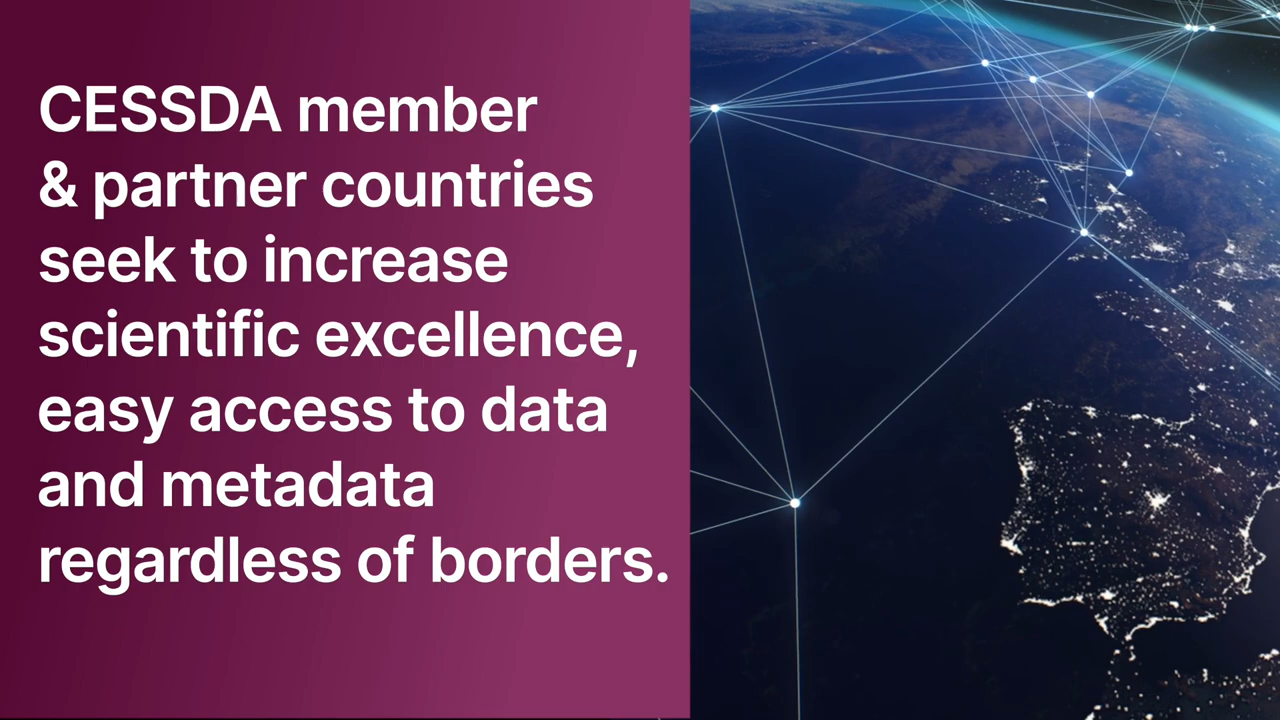 CESSDA member
& partner countries
seek to increase
scientific excellence,
easy access to data
and metadata
regardless of borders.